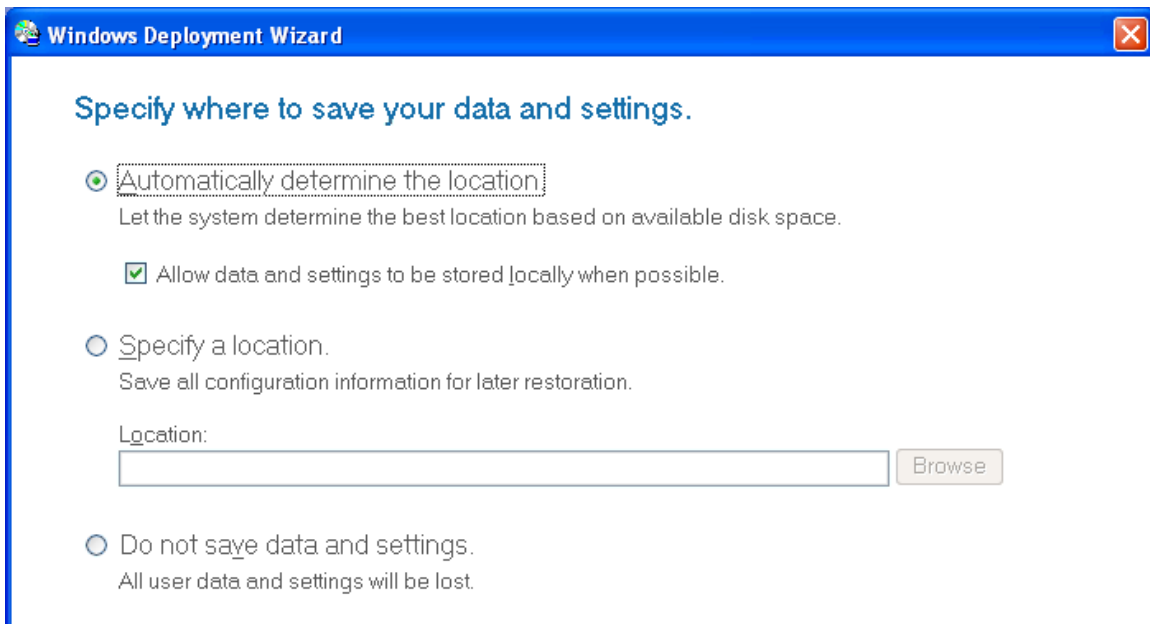 Windows Deployment Wizard
Specify where to save your data and settings.
Automatically determine the location
Let the system determine the best location based on available disk space.
Allow data and settings to be stored locally when possible.
Specify a location.
Save all configuration information for later restoration.
Location:
Browse
Do not save data and settings.
All user data and settings will be lost.